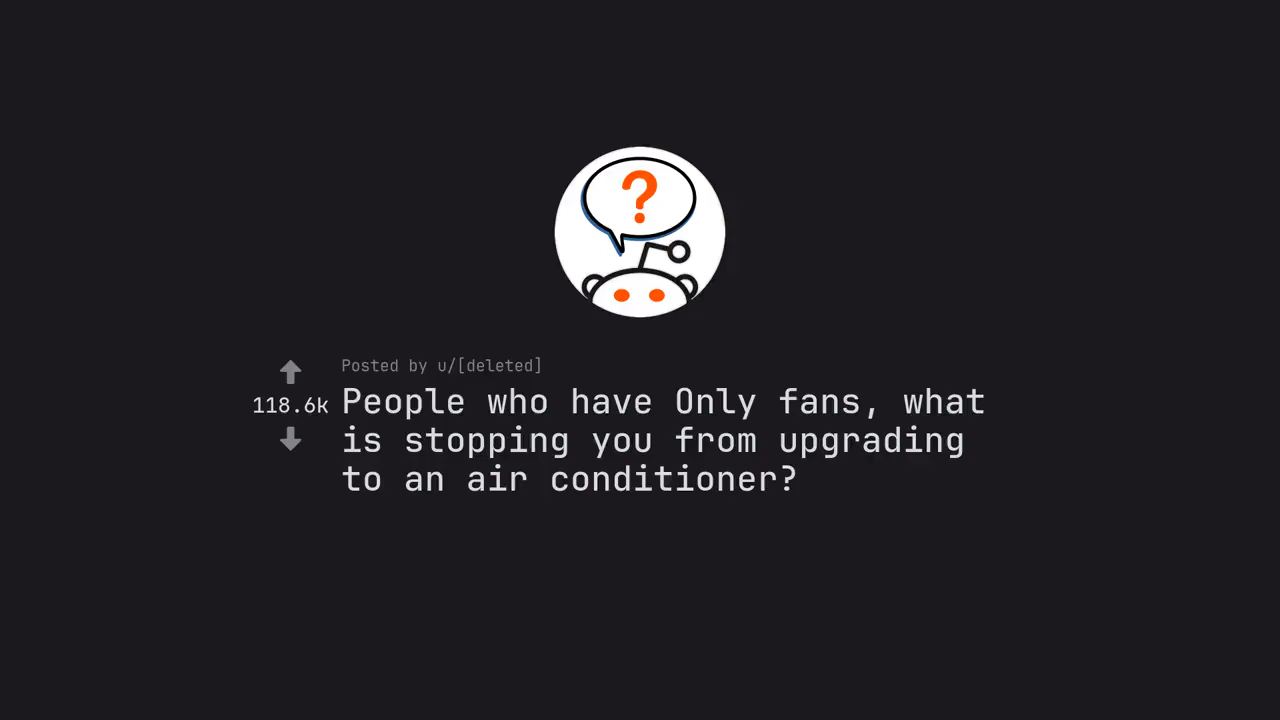 ?
Posted by u/[deleted]
118.6k
People who have Only fans, what
is stopping you from upgrading
to an air conditioner?